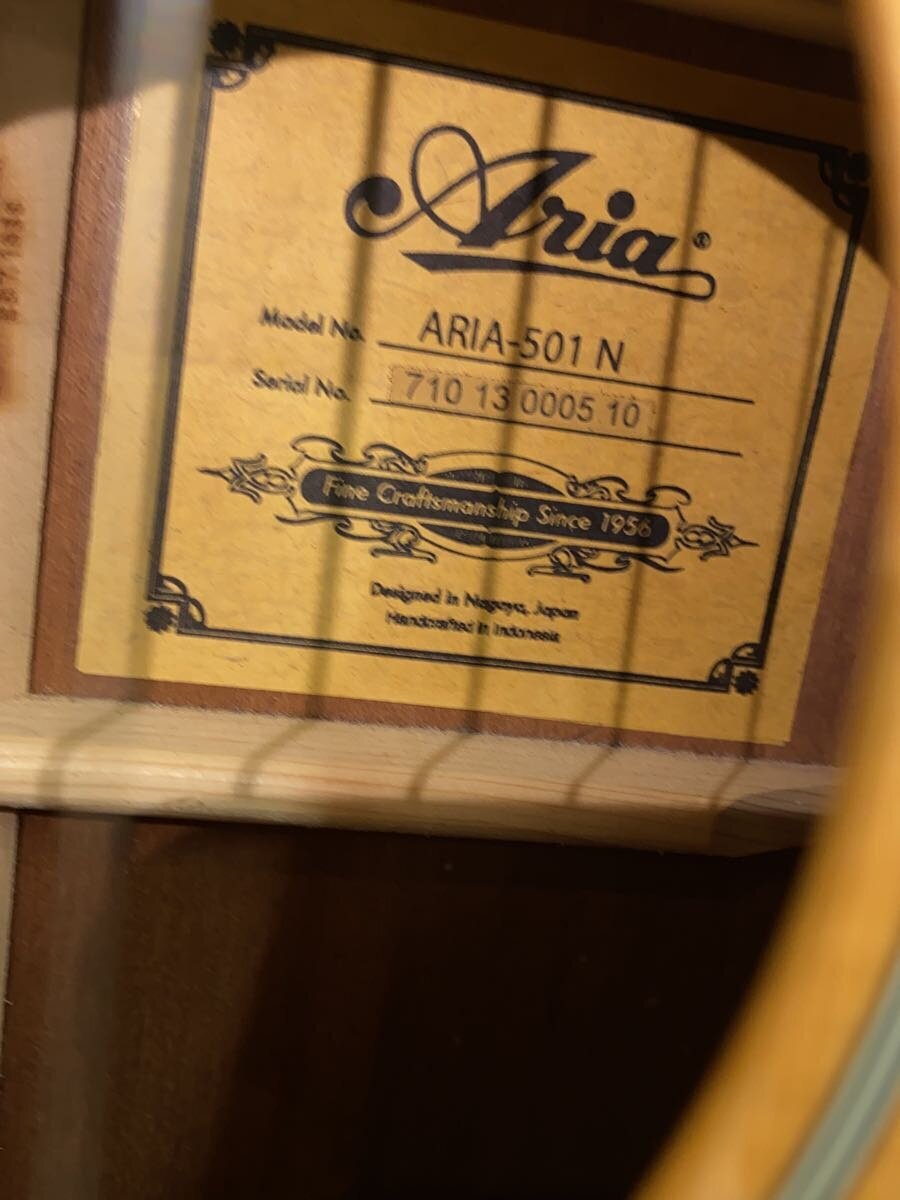 Aria®
Model No. ARIA-501 N
Serial No. 710 13 0005 10
Fine Craftsmanship Since 1956
Designed in Nagoya, Japan
Handcrafted in Indonesia